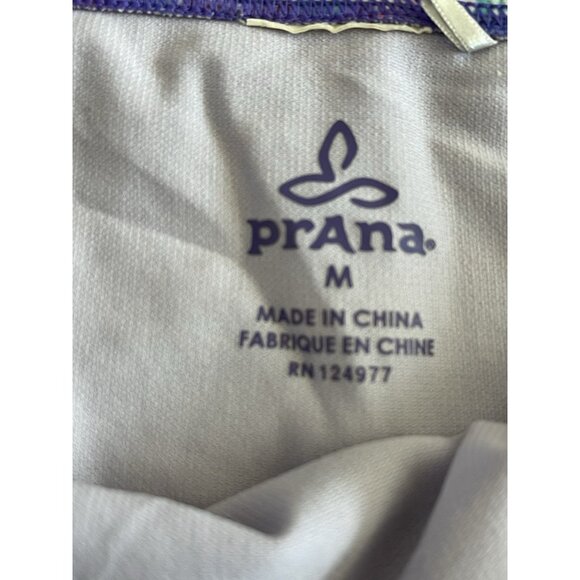 prAna®
M
MADE IN CHINA
FABRIQUE EN CHINE
RN 124977